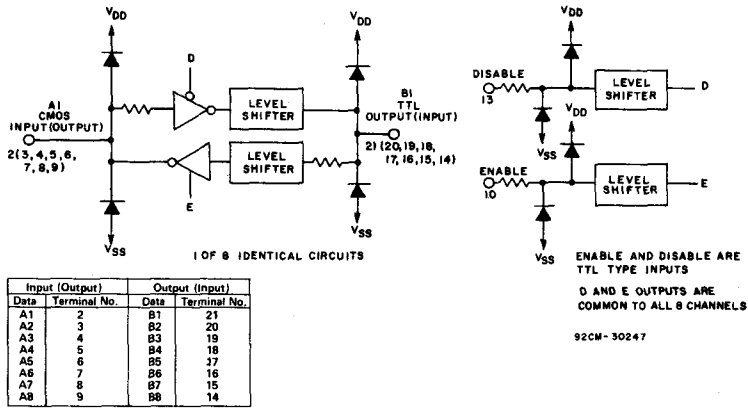 VDD
VDD
VDD
D
A1
CMOS
INPUT(OUTPUT)
2(3,4,5,6,
7,8,9)
LEVEL
SHIFTER
B1
TTL
OUTPUT(INPUT)
2) (20,19,18,
17,16,15,14)
LEVEL
SHIFTER
E
VSS
VSS
1 OF 8 IDENTICAL CIRCUITS
DISABLE
13
LEVEL
SHIFTER
D
VDD
VSS
ENABLE
10
LEVEL
SHIFTER
E
VSS
ENABLE AND DISABLE ARE
TTL TYPE INPUTS
D AND E OUTPUTS ARE
COMMON TO ALL 8 CHANNELS
92CM-30247
Input (Output) Output (Input)
Data Terminal No. Data Terminal No.
A1 2 B1 21
A2 3 B2 20
A3 4 B3 19
A4 5 B4 18
A5 6 B5 17
A6 7 B6 16
A7 8 B7 15
A8 9 B8 14